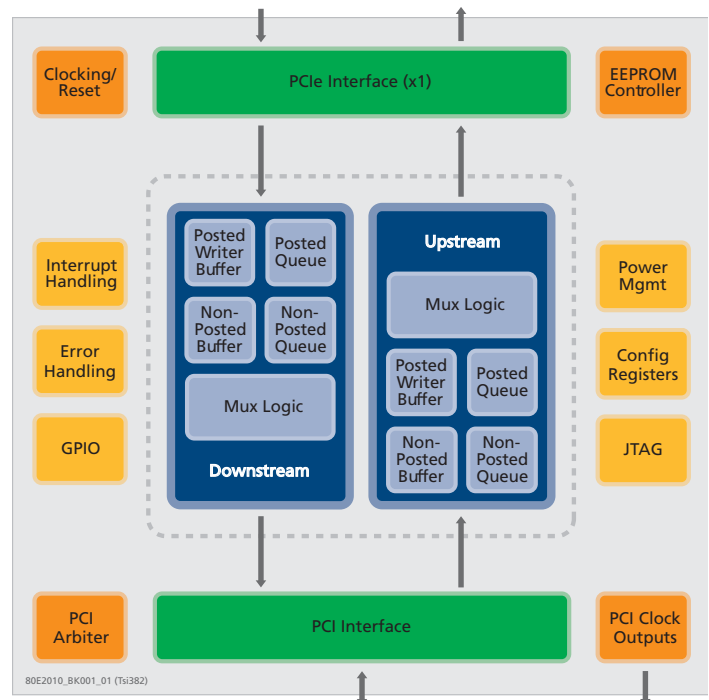 Clocking/
Reset
PCIe Interface (x1)
EEPROM
Controller
Interrupt
Handling
Error
Handling
GPIO
Posted
Writer
Buffer
Posted
Queue
Non-
Posted
Buffer
Non-
Posted
Queue
Mux Logic
Downstream
Upstream
Mux Logic
Posted
Writer
Buffer
Posted
Queue
Non-
Posted
Buffer
Non-
Posted
Queue
Power
Mgmt
Config
Registers
JTAG
PCI
Arbiter
PCI Interface
PCI Clock
Outputs
80E2010_BK001_01 (Tsi382)